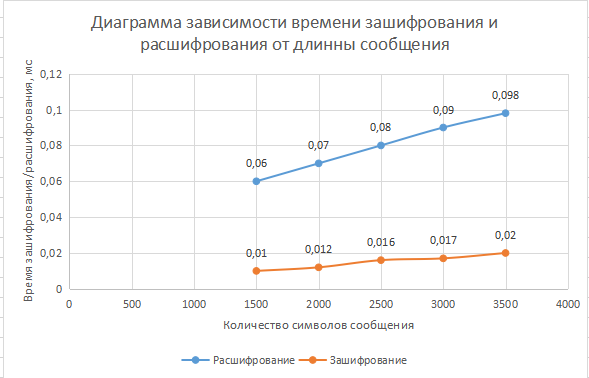 Диаграмма зависимости времени зашифрования и
расшифрования от длинны сообщения
Время зашифрования/расшифрования, мс
0,12
0,1
0,08
0,06
0,04
0,02
0
0,06
0,07
0,08
0,09
0,098
0,01
0,012
0,016
0,017
0,02
0 500 1000 1500 2000 2500 3000 3500 4000
Количество символов сообщения
Расшифрование Зашифрование